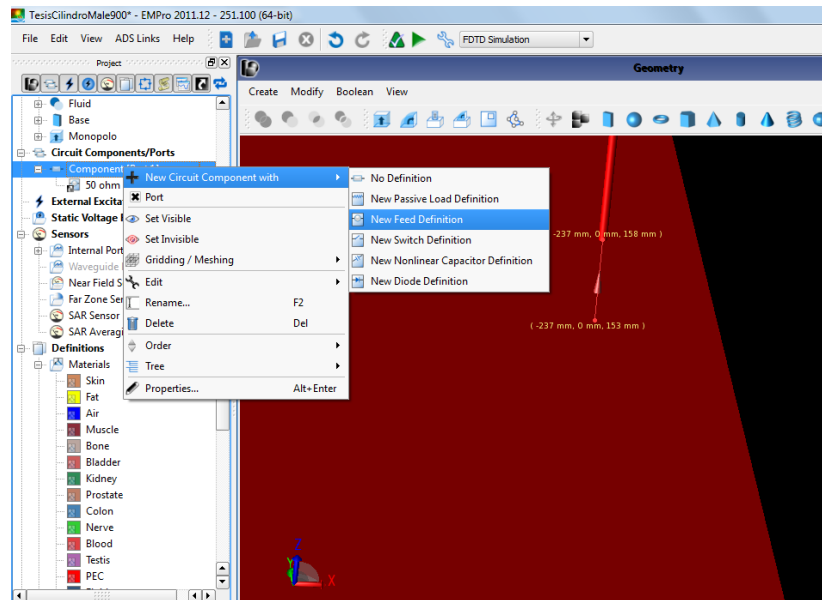 TesisCilindroMale900* - EMPro 2011.12 - 251.100 (64-bit)
File Edit View ADS Links Help FDTD Simulation
Project
Geometry
Create Modify Boolean View
Fluid
Base
Monopolo
Circuit Components/Ports
Component
50 ohm
External Excita
Static Voltage
Sensors
Internal Port
Waveguide
Near Field S
Far Zone Ser
SAR Sensor
SAR Averagi
Definitions
Materials
Skin
Fat
Air
Muscle
Bone
Bladder
Kidney
Prostate
Colon
Nerve
Blood
Testis
PEC
New Circuit Component with
Port
Set Visible
Set Invisible
Gridding / Meshing
Edit
Rename... F2
Delete Del
Order
Tree
Properties... Alt+Enter
No Definition
New Passive Load Definition
New Feed Definition
New Switch Definition
New Nonlinear Capacitor Definition
New Diode Definition
-237 mm, 0 mm, 158 mm )
( -237 mm, 0 mm, 153 mm )
Z
X